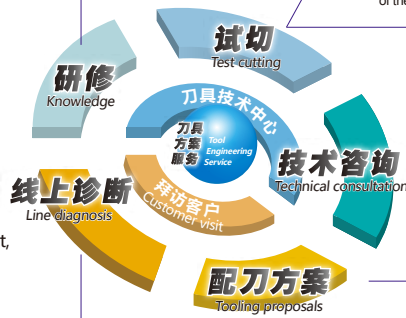 of the
试切
Test cutting
研修
Knowledge
刀具技术中心
刀具
方案
服务
Tool
Engineering
Service
技术咨询
Technical consultation
拜访客户
Customer visit
线上诊断
Line diagnosis
t,
配刀方案
Tooling proposals